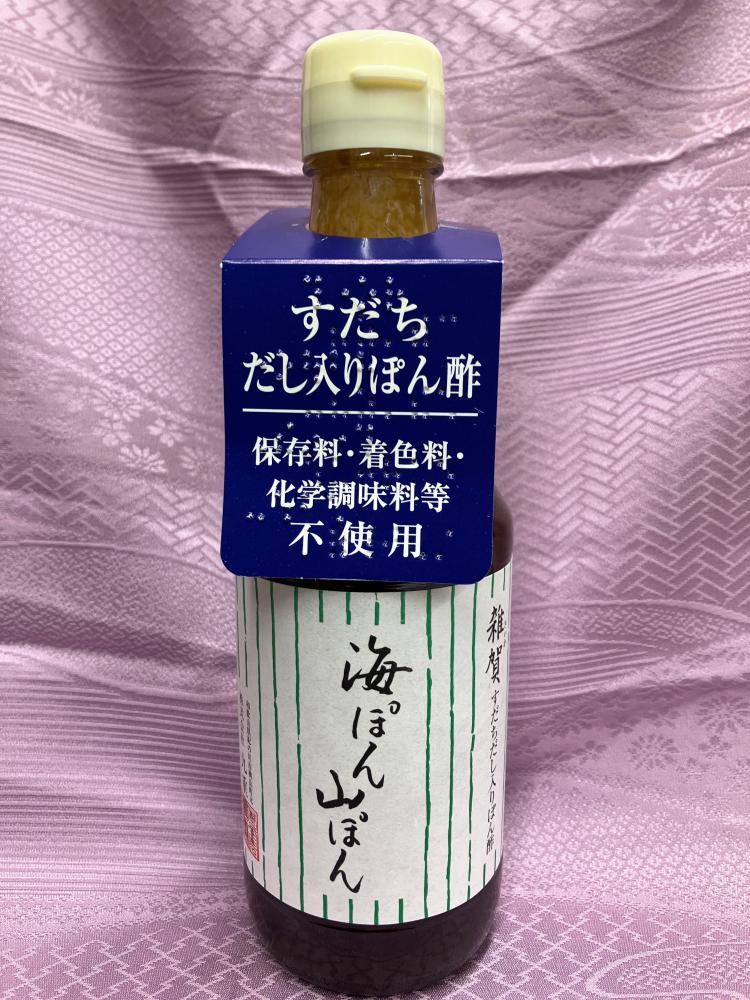 すだち
だし入りぽん酢
保存料・着色料・
化学調味料等
不使用
雑賀 すだちだし入りぽん酢
海ぽん
山ぽん